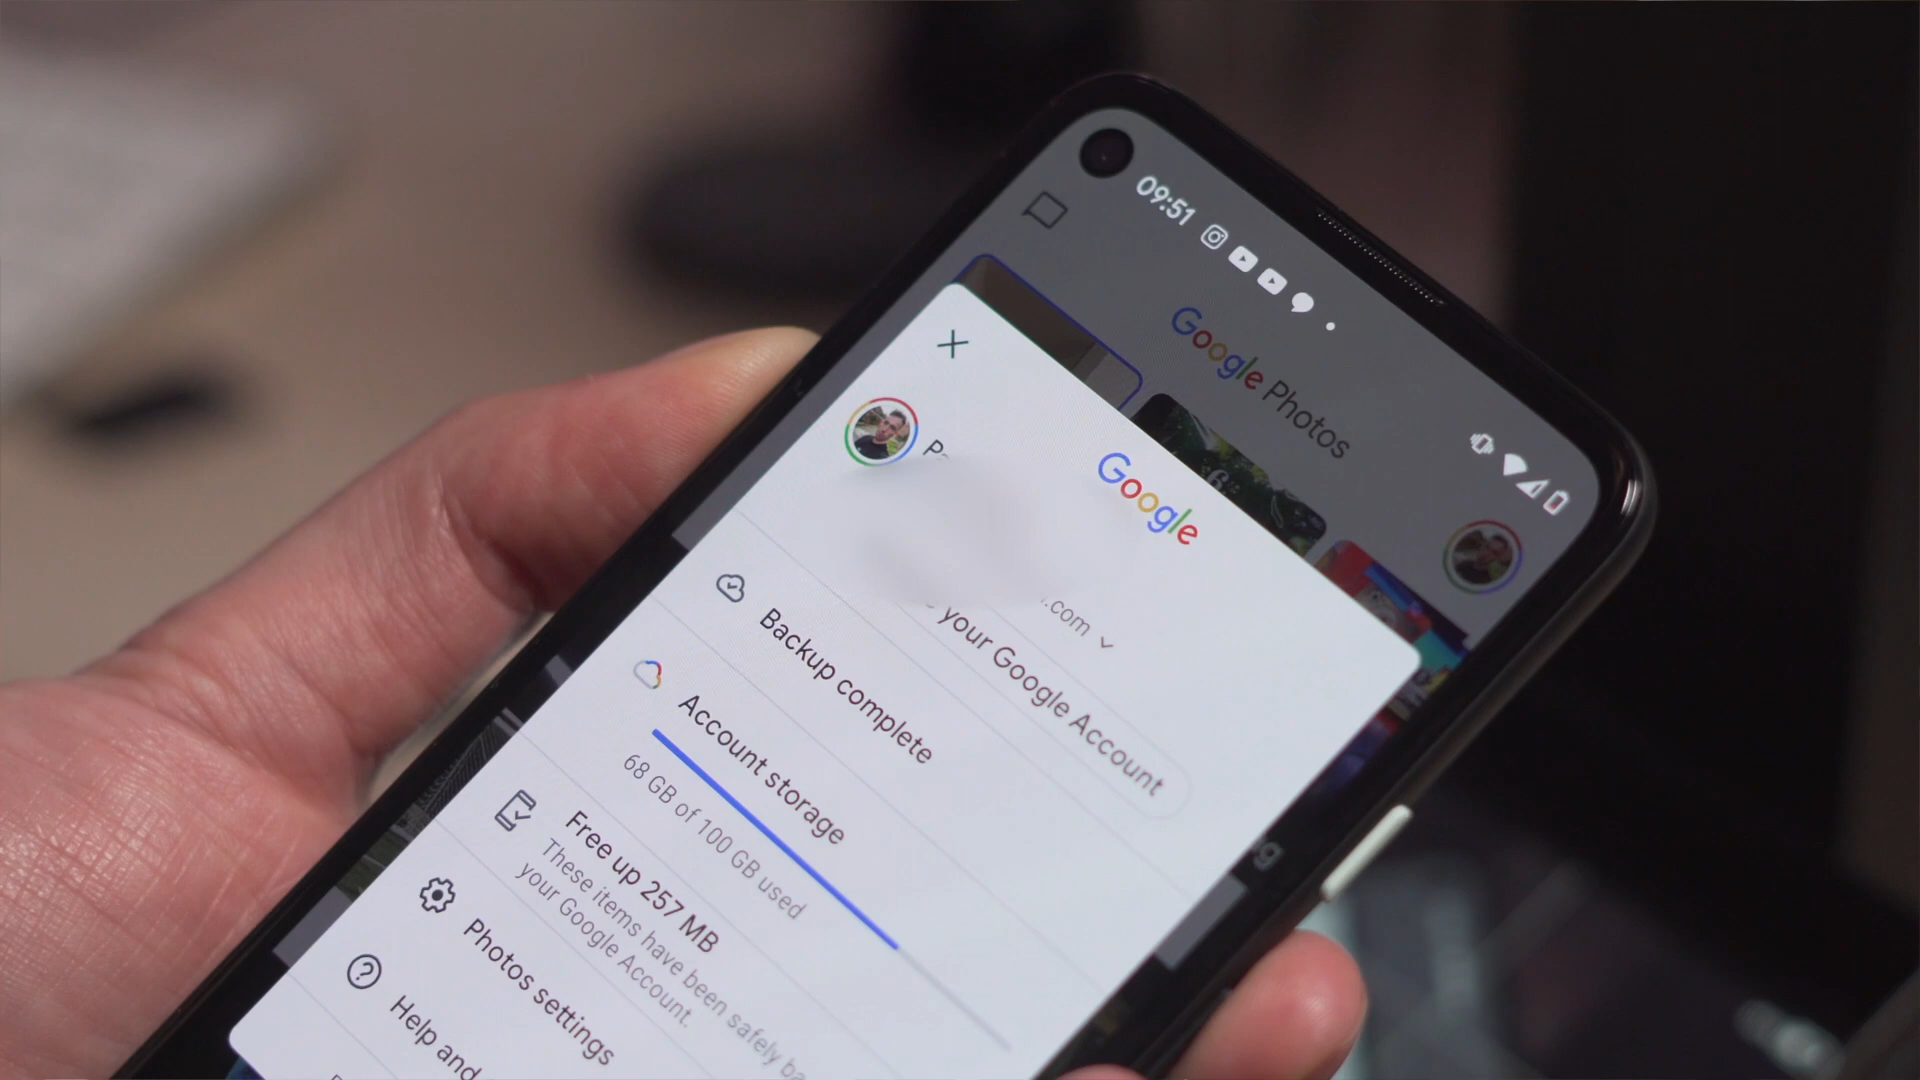 09:51
Google Photos
Google
.com
your Google Account
Backup complete
Account storage
68 GB of 100 GB used
Free up 257 MB
These items have been safely
your Google Account.
Photos settings
Help and